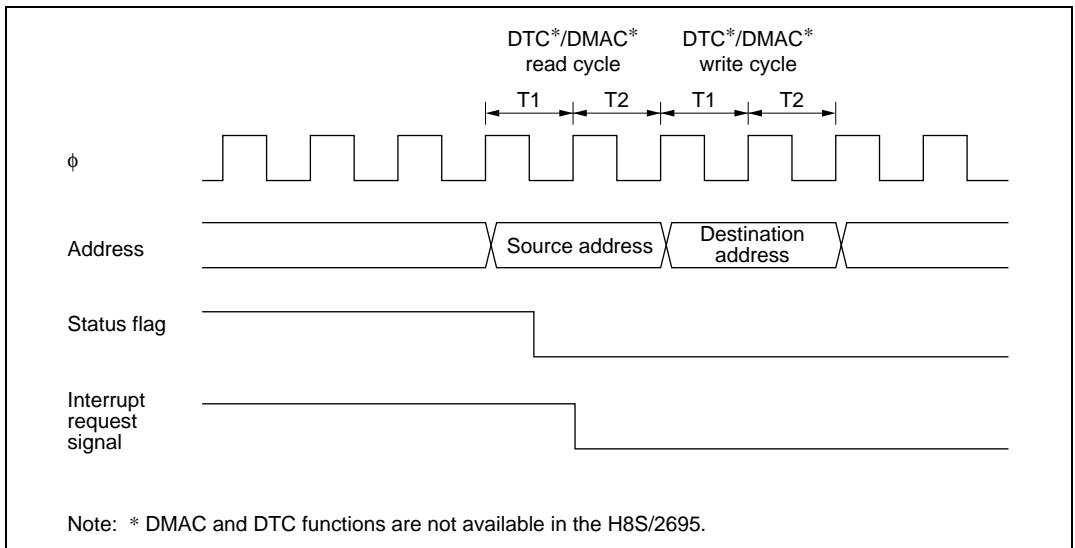 DTC*/DMAC* DTC*/DMAC*
read cycle write cycle
T1 T2 T1 T2
ϕ
Address Source address Destination address
Status flag
Interrupt
request
signal
Note: * DMAC and DTC functions are not available in the H8S/2695.